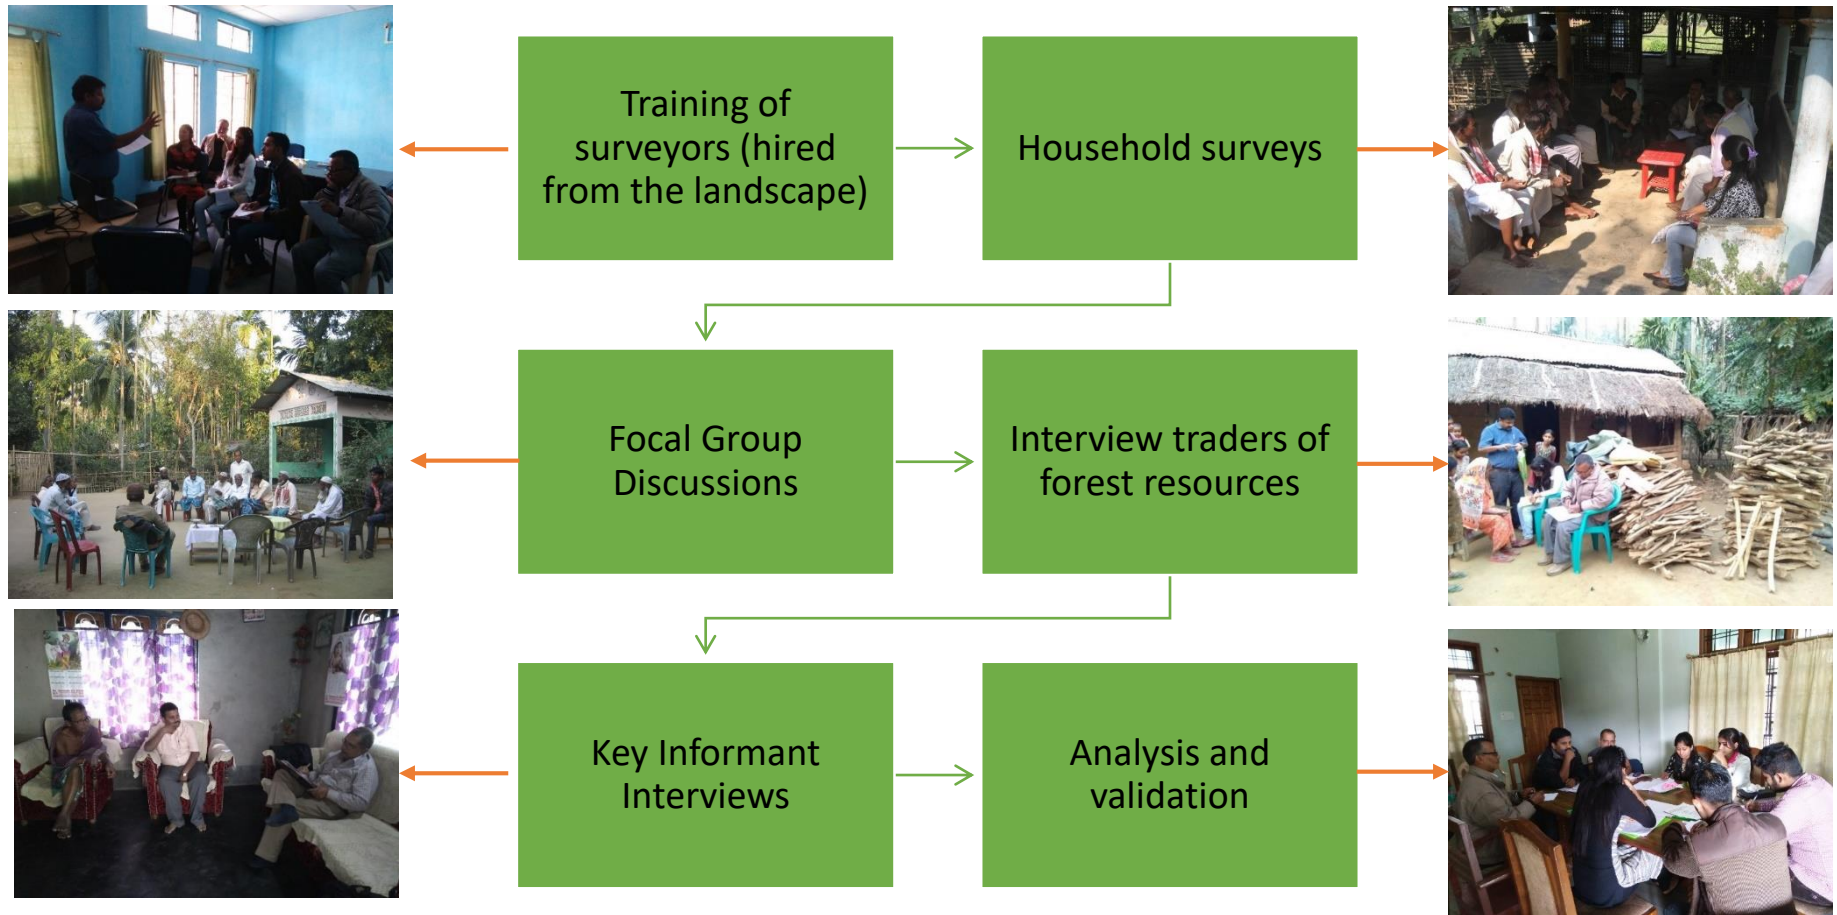 Training of
surveyors (hired
from the landscape)
Household surveys
Focal Group
Discussions
Interview traders of
forest resources
Key Informant
Interviews
Analysis and
validation